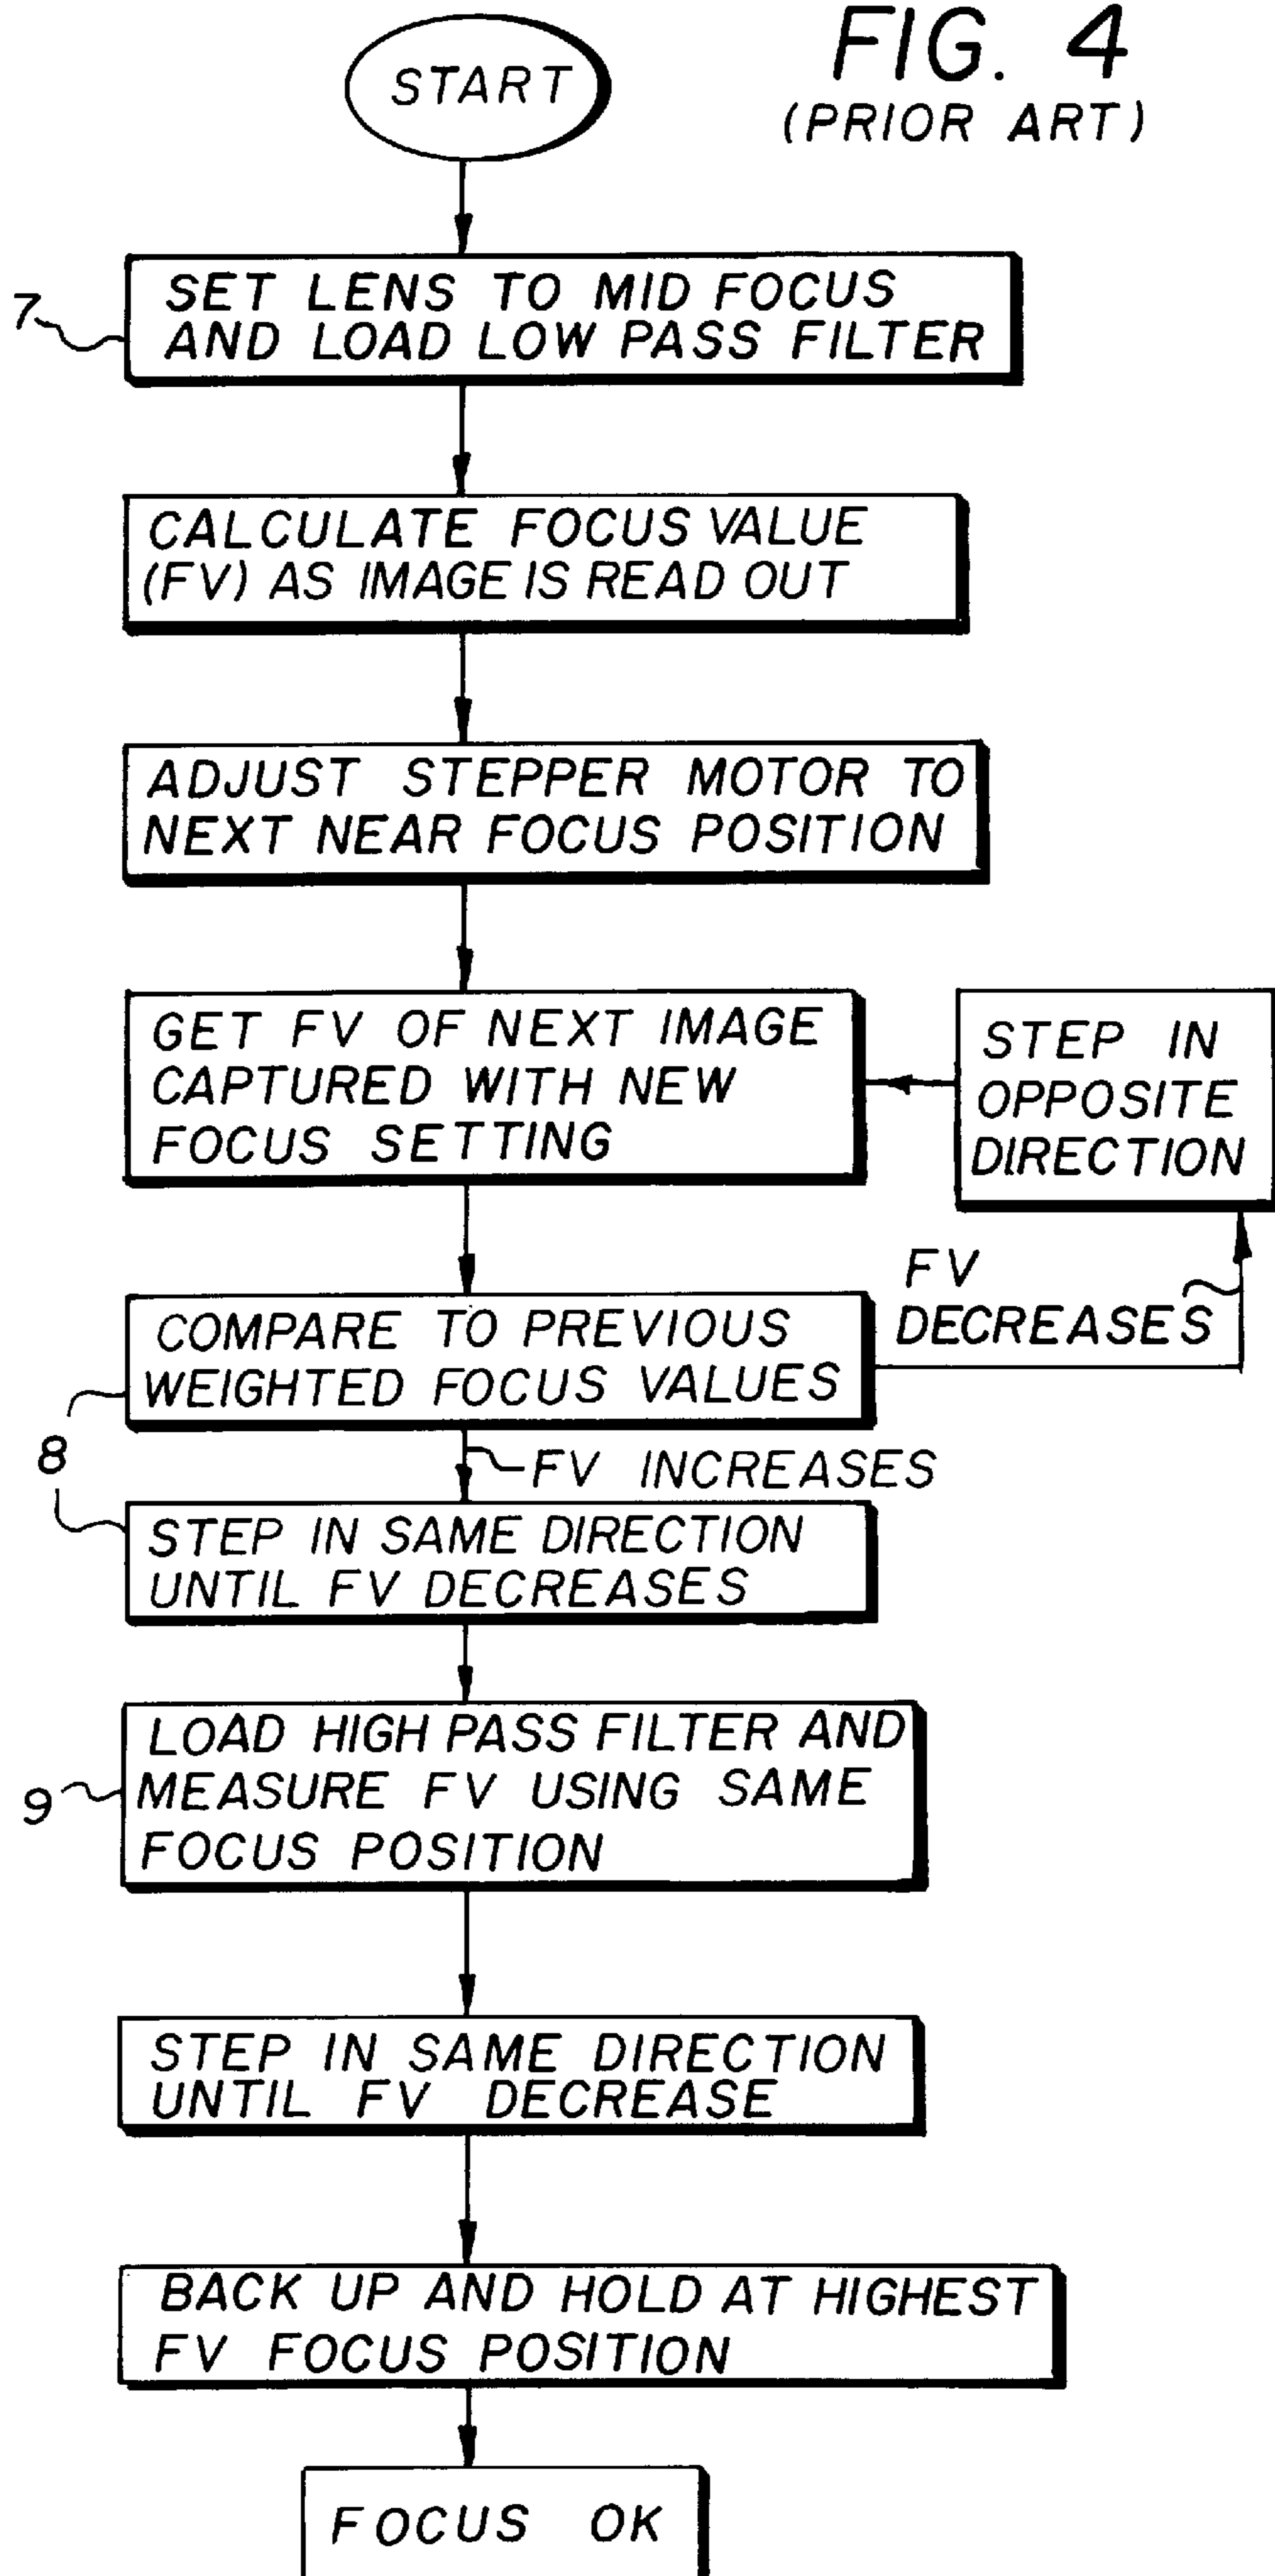 FIG. 4
(PRIOR ART)
START
7
SET LENS TO MID FOCUS
AND LOAD LOW PASS FILTER
CALCULATE FOCUS VALUE
(FV) AS IMAGE IS READ OUT
ADJUST STEPPER MOTOR TO
NEXT NEAR FOCUS POSITION
GET FV OF NEXT IMAGE
CAPTURED WITH NEW
FOCUS SETTING
STEP IN
OPPOSITE
DIRECTION
FV
DECREASES
COMPARE TO PREVIOUS
WEIGHTED FOCUS VALUES
8
FV INCREASES
STEP IN SAME DIRECTION
UNTIL FV DECREASES
9
LOAD HIGH PASS FILTER AND
MEASURE FV USING SAME
FOCUS POSITION
STEP IN SAME DIRECTION
UNTIL FV DECREASE
BACK UP AND HOLD AT HIGHEST
FV FOCUS POSITION
FOCUS OK